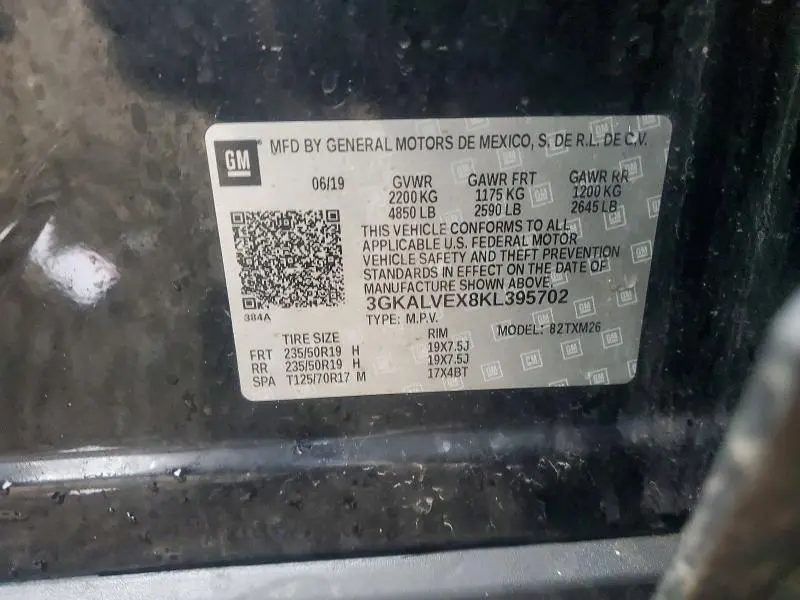 GM MFD BY GENERAL MOTORS DE MEXICO, S. DE R.L. DE C.V.
06/19 GVWR GAWR FRT GAWR RR
2200 KG 1175 KG 1200 KG
4850 LB 2590 LB 2645 LB
THIS VEHICLE CONFORMS TO ALL
APPLICABLE U.S. FEDERAL MOTOR
VEHICLE SAFETY AND THEFT PREVENTION
STANDARDS IN EFFECT ON THE DATE OF
MANUFACTURE SHOWN ABOVE.
3GKALVEX8KL395702
384A
TYPE: M.P.V. MODEL: 82TXM26
TIRE SIZE RIM
FRT 235/50R19 H 19X7.5J
RR 235/50R19 H 19X7.5J
SPA T125/70R17 M 17X4BT